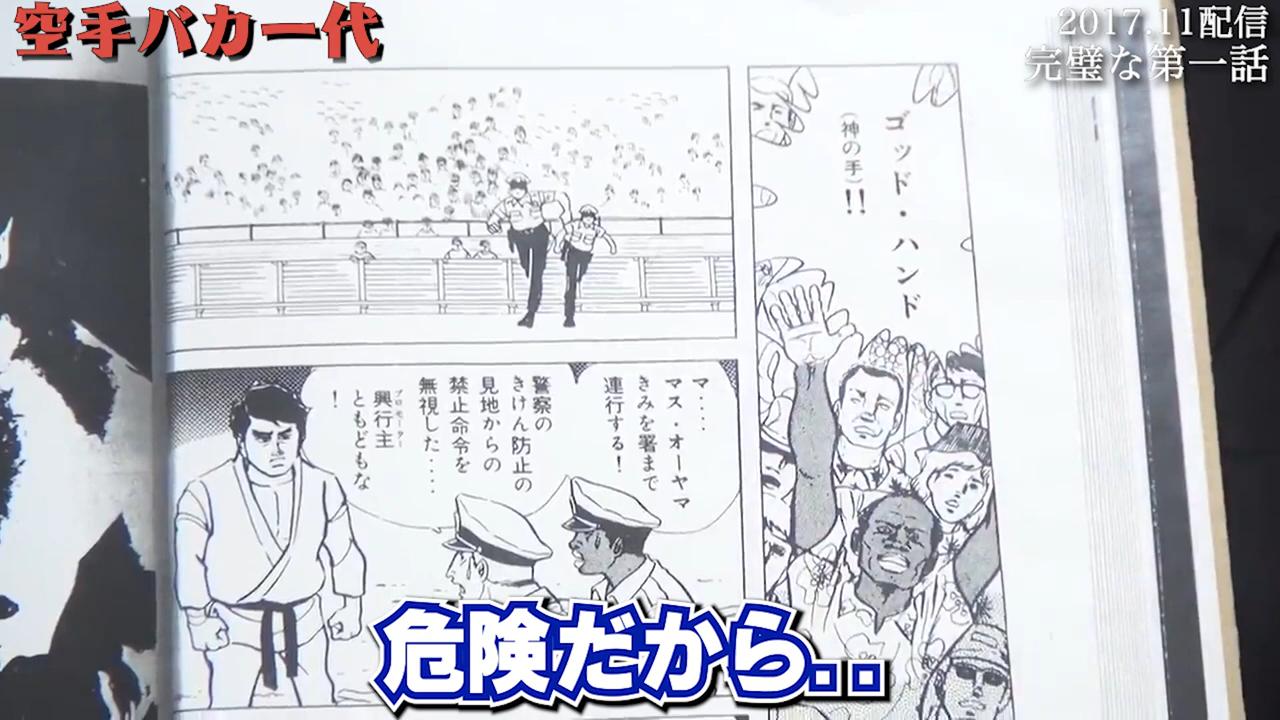 空手バカ一代
2017.11配信
完璧な第一話
ゴッド・ハンド
(神の手)!!
マ‥‥
マス・オーヤマ
きみを署まで
連行する!
警察の
きけん防止の
見地からの
禁止命令を
無視した‥‥
興行主
プロモーター
ともどもな
!
危険だから..